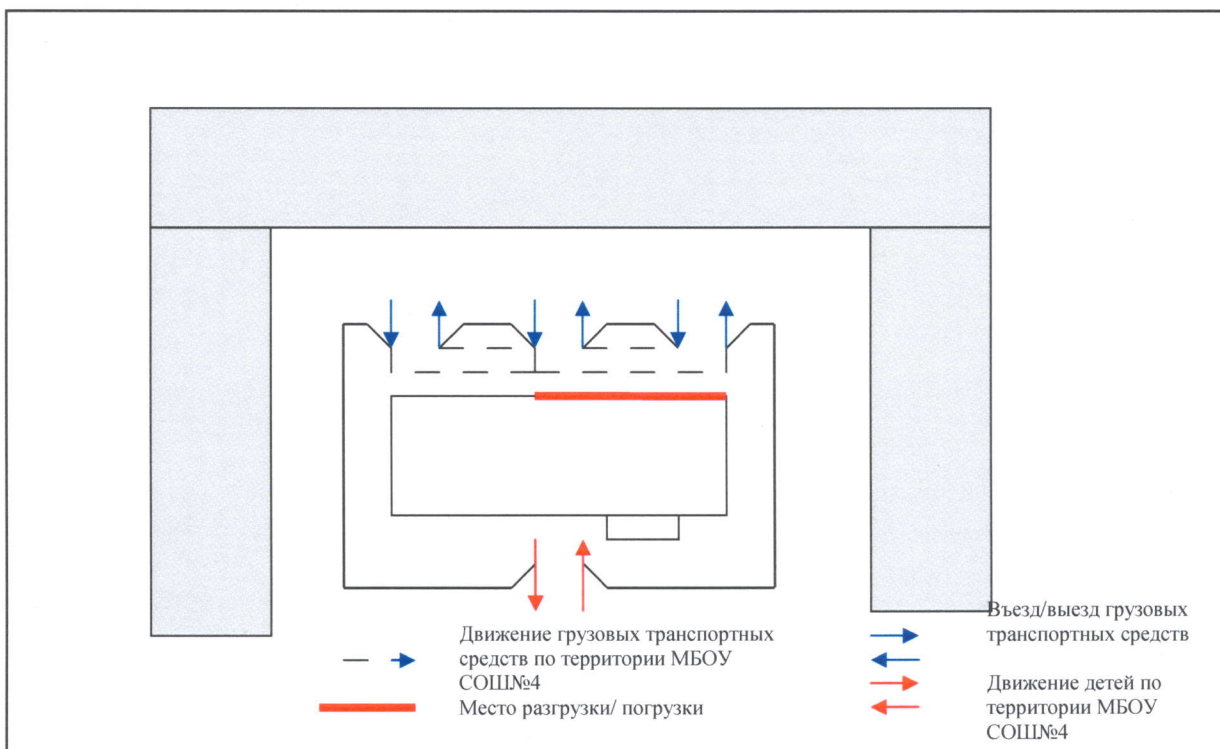 Движение грузовых транспортных
средств по территории МБОУ
СОШ№4
Место разгрузки/ погрузки
Въезд/выезд грузовых
транспортных средств
Движение детей по
территории МБОУ
СОШ№4